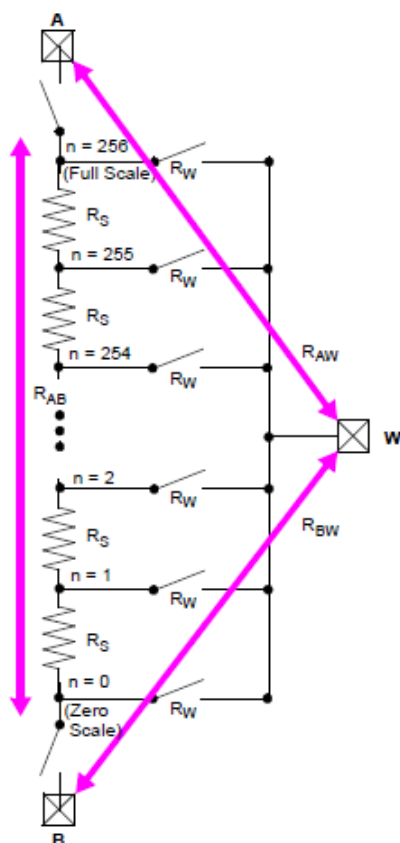 A
n = 256
(Full Scale)
RW
RS
n = 255
RW
RS
n = 254
RW
RAW
RAB
W
n = 2
RW
RBW
RS
n = 1
RW
RS
n = 0
(Zero
Scale)
RW
B